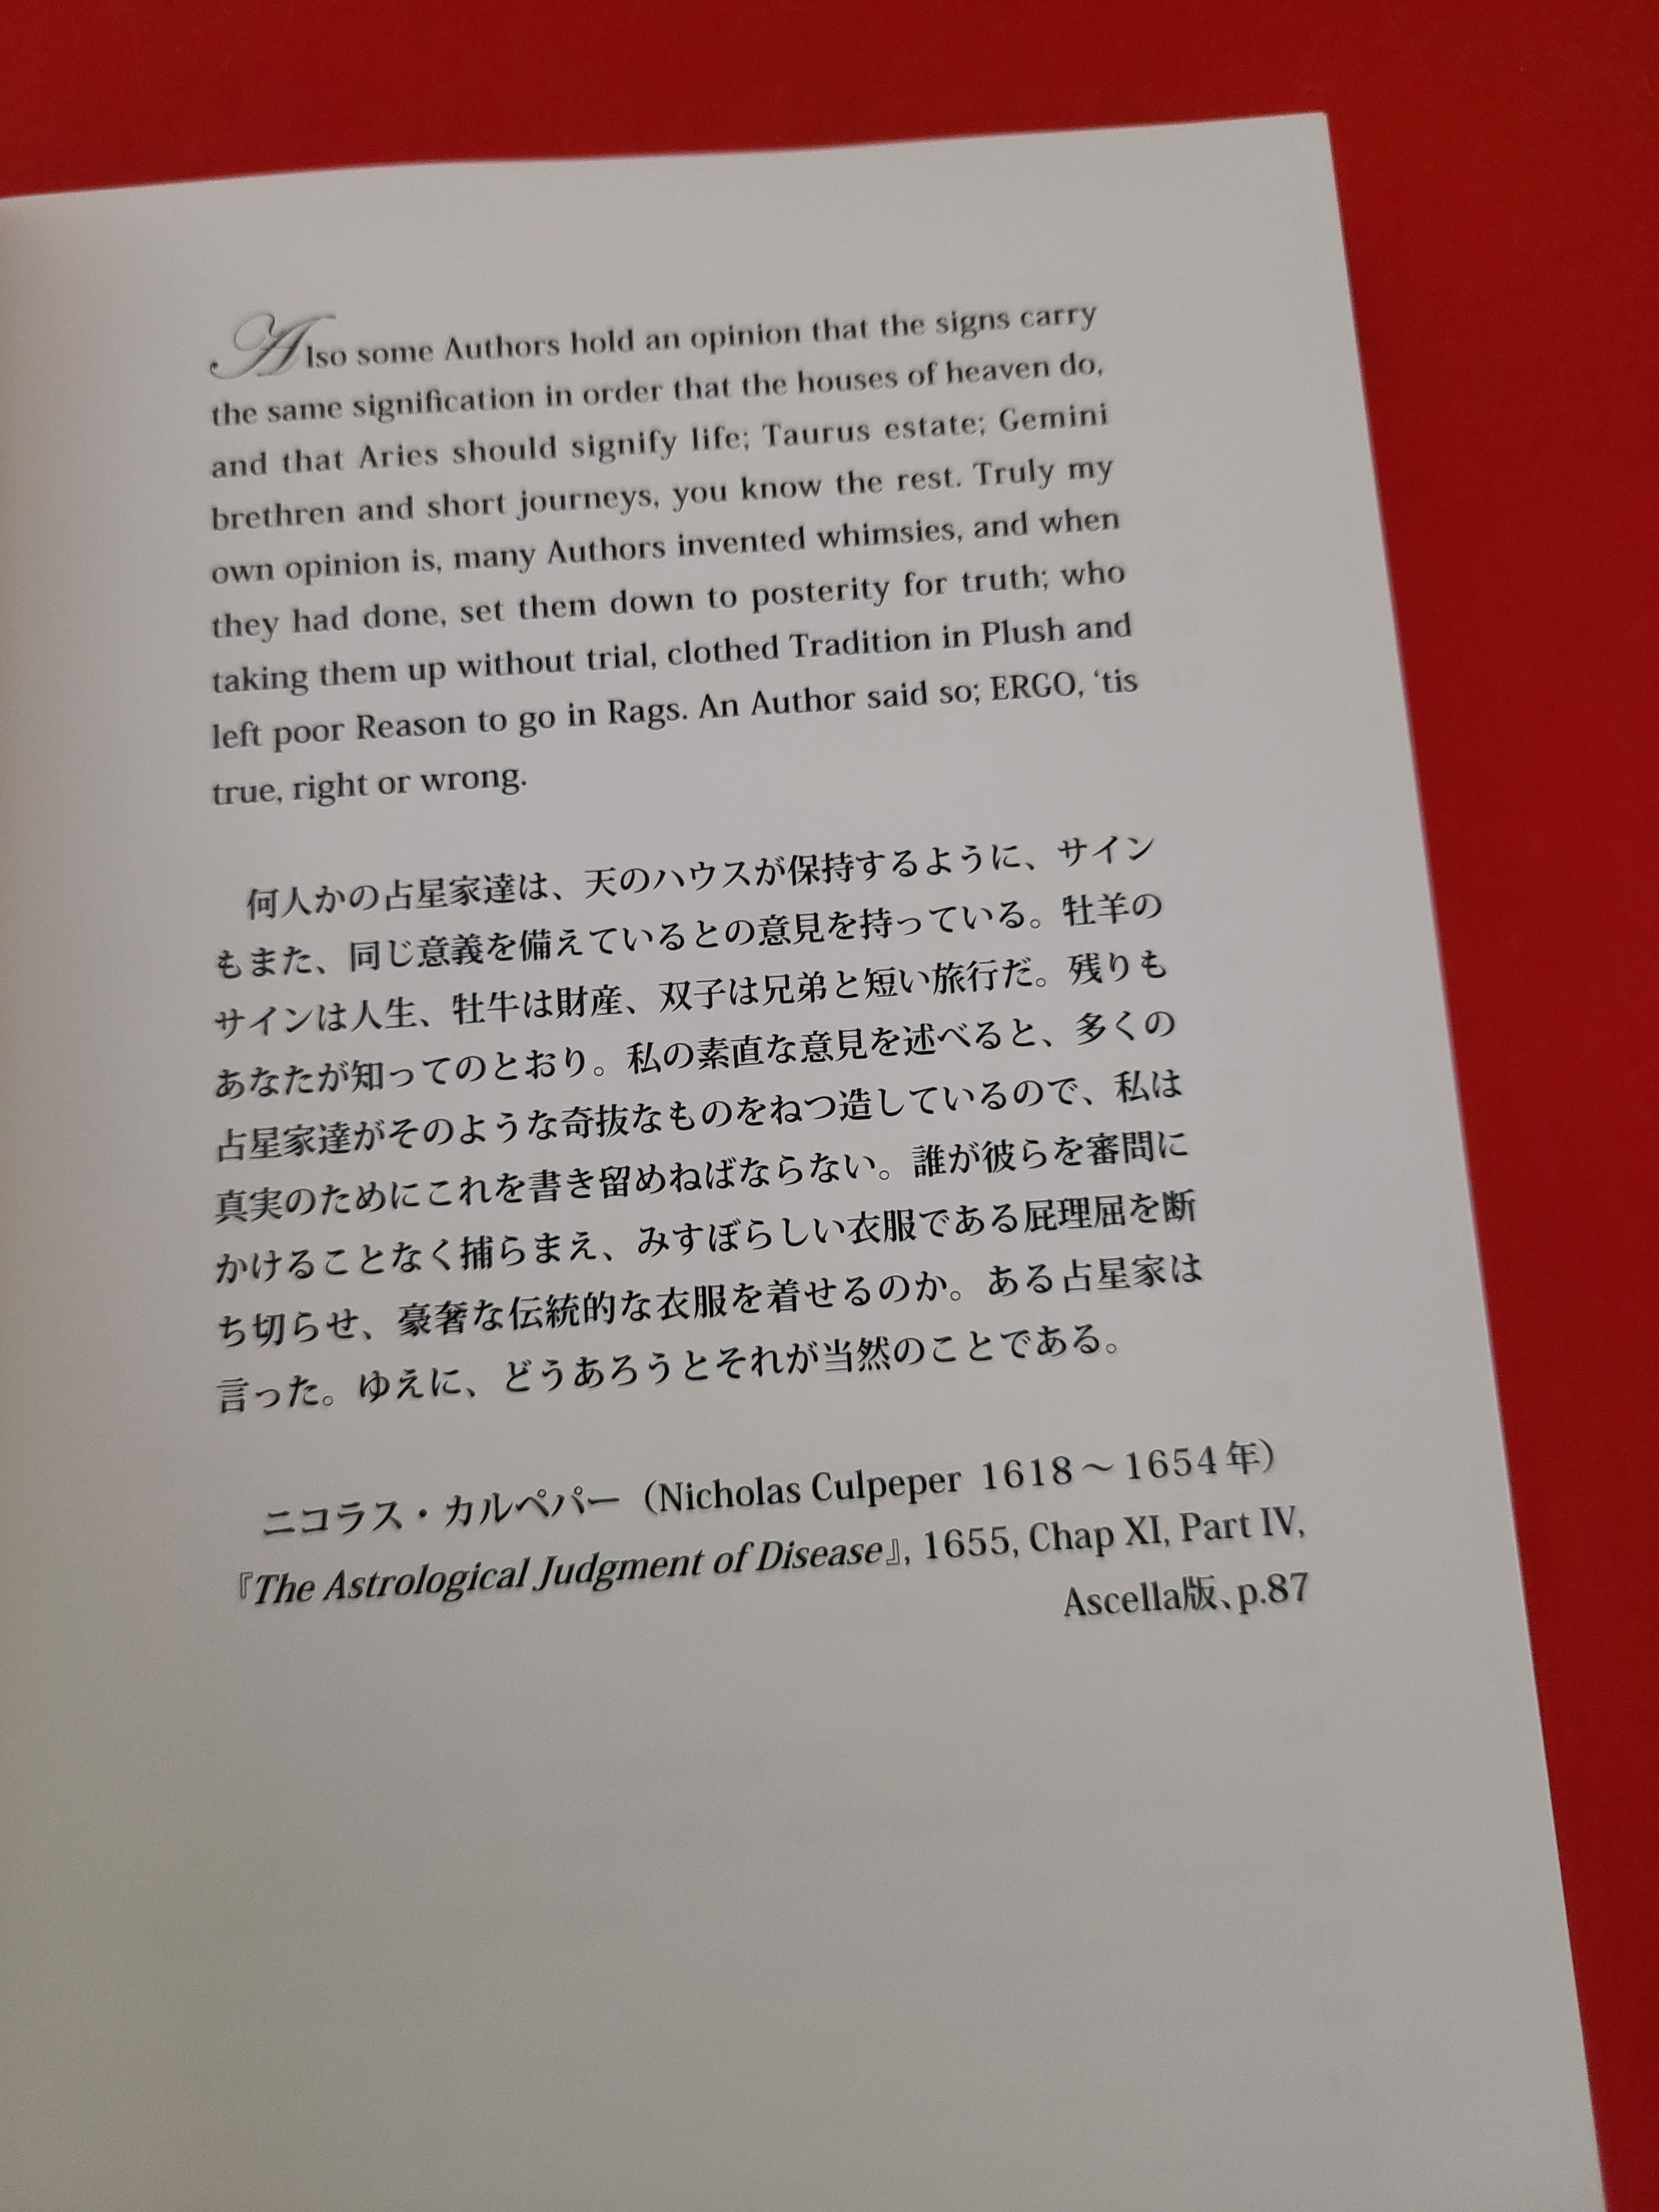 Also some Authors hold an opinion that the signs carry
the same signification in order that the houses of heaven do,
and that Aries should signify life; Taurus estate; Gemini
brethren and short journeys, you know the rest. Truly my
own opinion is, many Authors invented whimsies, and when
they had done, set them down to posterity for truth; who
taking them up without trial, clothed Tradition in Plush and
left poor Reason to go in Rags. An Author said so; ERGO, ‘tis
true, right or wrong.
何人かの占星家達は、天のハウスが保持するように、サイン
もまた、同じ意義を備えているとの意見を持っている。牡羊の
サインは人生、牡牛は財産、双子は兄弟と短い旅行だ。残りも
あなたが知ってのとおり。私の素直な意見を述べると、多くの
占星家達がそのような奇抜なものをねつ造しているので、私は
真実のためにこれを書き留めねばならない。誰が彼らを審問に
かけることなく捕らまえ、みすぼらしい衣服である屁理屈を断
ち切らせ、豪奢な伝統的な衣服を着せるのか。ある占星家は
言った。ゆえに、どうあろうとそれが当然のことである。
ニコラス・カルペパー（Nicholas Culpeper 1618～1654年）
『The Astrological Judgment of Disease』, 1655, Chap XI, Part IV,
Ascella版、p.87